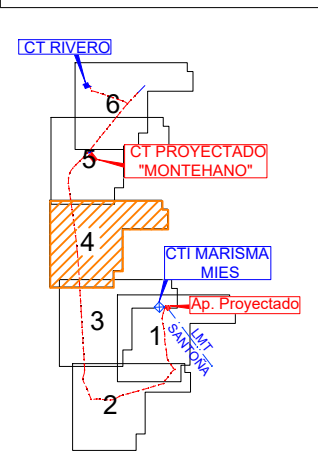 CT RIVERO
6
5
CT PROYECTADO
"MONTEHANO"
4
CTI MARISMA
MIES
3
Ap. Proyectado
1
LMT
SANTOÑA
2